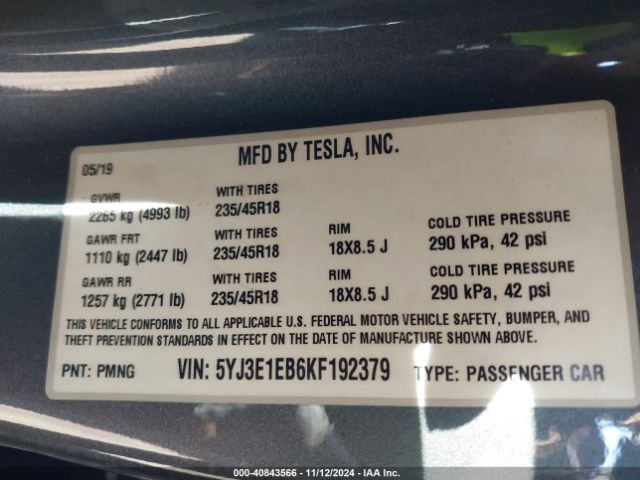 05/19
MFD BY TESLA, INC.
GVWR WITH TIRES
2265 kg (4993 lb) 235/45R18
GAWR FRT WITH TIRES RIM COLD TIRE PRESSURE
1110 kg (2447 lb) 235/45R18 18X8.5 J 290 kPa, 42 psi
GAWR RR WITH TIRES RIM COLD TIRE PRESSURE
1257 kg (2771 lb) 235/45R18 18X8.5 J 290 kPa, 42 psi
THIS VEHICLE CONFORMS TO ALL APPLICABLE U.S. FEDERAL MOTOR VEHICLE SAFETY, BUMPER, AND
THEFT PREVENTION STANDARDS IN EFFECT ON THE DATE OF MANUFACTURE SHOWN ABOVE.
PNT: PMNG VIN: 5YJ3E1EB6KF192379 TYPE: PASSENGER CAR
000-40843566 - 11/12/2024 - IAA Inc.